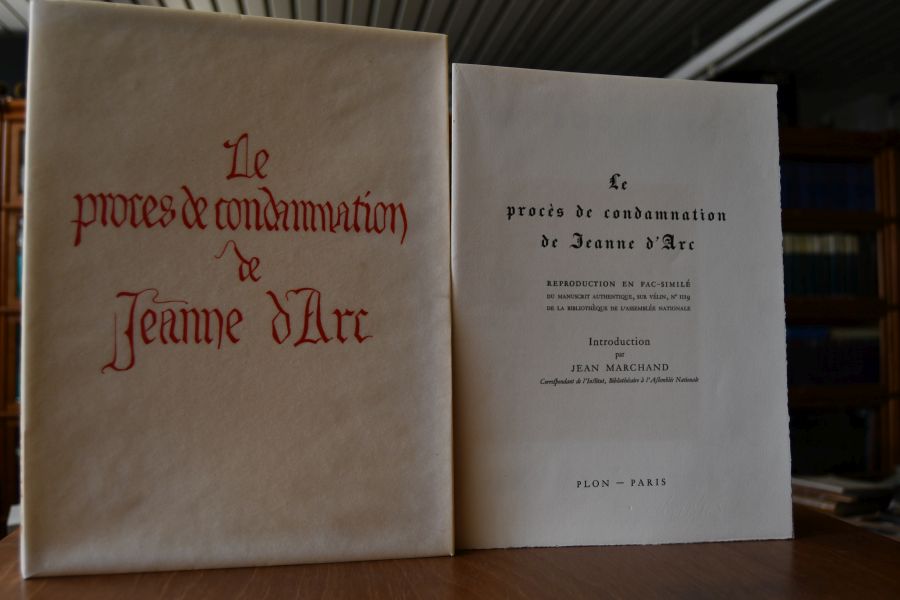 Le
proces de condamnation
de
Jeanne d'Arc
Le
procès de condamnation
de Jeanne d'Arc
REPRODUCTION EN FAC-SIMILÉ
DU MANUSCRIT AUTHENTIQUE, SUR VÉLIN, Nº 1119
DE LA BIBLIOTHÈQUE DE L'ASSEMBLÉE NATIONALE
Introduction
par
JEAN MARCHAND
Correspondant de l'Institut, Bibliothécaire à l'Assemblée Nationale
PLON — PARIS